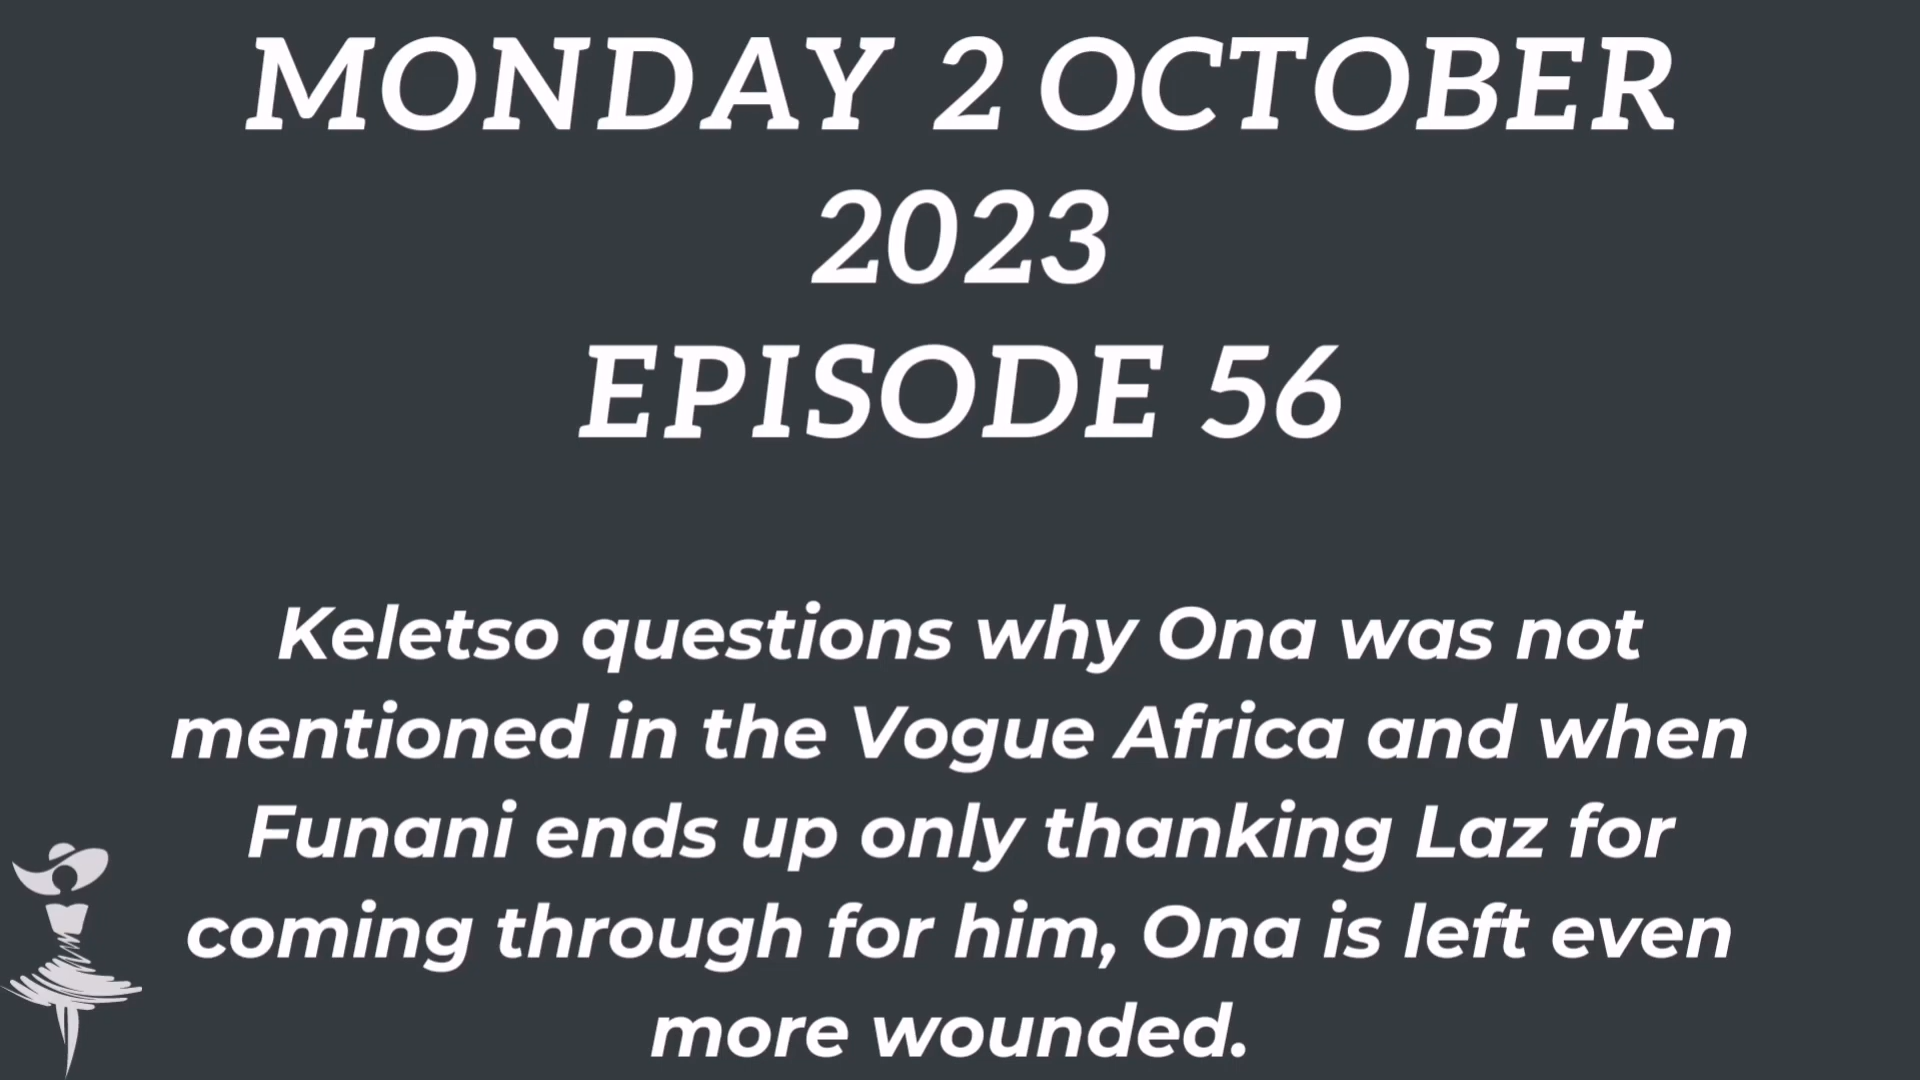 MONDAY 2 OCTOBER
2023
EPISODE 56
Keletso questions why Ona was not
mentioned in the Vogue Africa and when
Funani ends up only thanking Laz for
coming through for him, Ona is left even
more wounded.